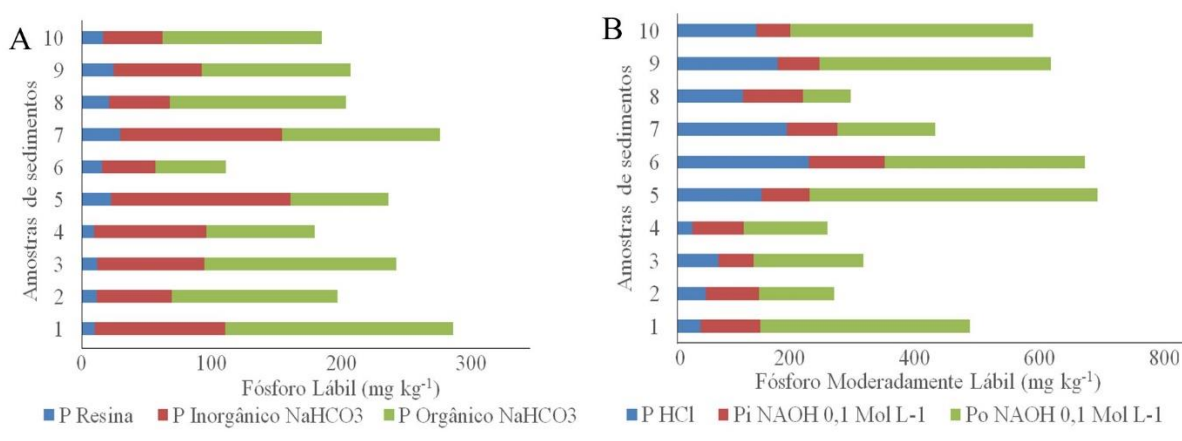 A
Amostras de sedimentos
10
9
8
7
6
5
4
3
2
1
0 100 200 300
Fósforo Lábil (mg kg-1)
P Resina P Inorgânico NaHCO3 P Orgânico NaHCO3
B
Amostras de sedimentos
10
9
8
7
6
5
4
3
2
1
0 200 400 600 800
Fósforo Moderadamente Lábil (mg kg-1)
P HCl Pi NAOH 0,1 Mol L-1 Po NAOH 0,1 Mol L-1